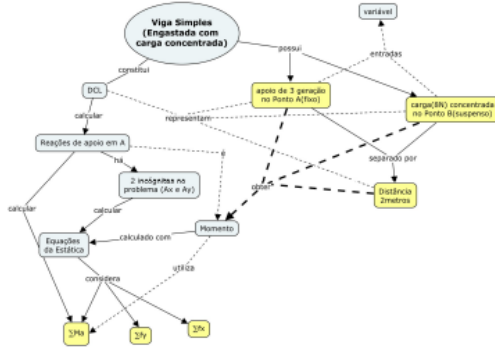 Viga Simples
(Engastada com
carga concentrada)
variável
possui
entradas
constitui
DCL
apoio de 3 geração
no Ponto A(fixo)
carga(8N) concentrada
no Ponto B(suspenso)
calcular
representam
Reações de apoio em A
é
separado por
há
2 incógnitas no
problema (Ax e Ay)
obter
Distância
2metros
calcular
calcular
Momento
calculado com
Equações
da Estática
utiliza
considera
∑Ma
∑fy
∑fx